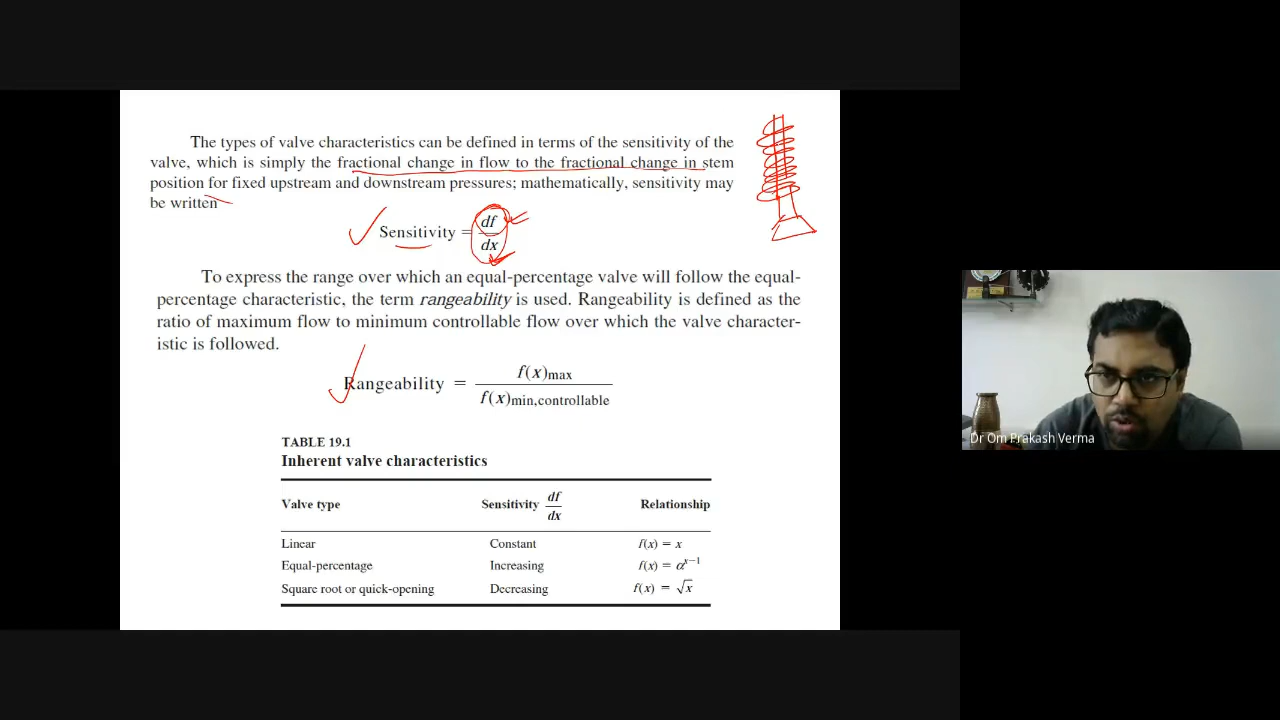 The types of valve characteristics can be defined in terms of the sensitivity of the
valve, which is simply the fractional change in flow to the fractional change in stem
position for fixed upstream and downstream pressures; mathematically, sensitivity may
be written
Sensitivity = df/dx
To express the range over which an equal-percentage valve will follow the equal-
percentage characteristic, the term rangeability is used. Rangeability is defined as the
ratio of maximum flow to minimum controllable flow over which the valve character-
istic is followed.
Rangeability = f(x)max / f(x)min,controllable
TABLE 19.1
Inherent valve characteristics
Valve type Sensitivity df/dx Relationship
Linear Constant f(x) = x
Equal-percentage Increasing f(x) = α^x−1
Square root or quick-opening Decreasing f(x) = √x
Dr Om Prakash Verma